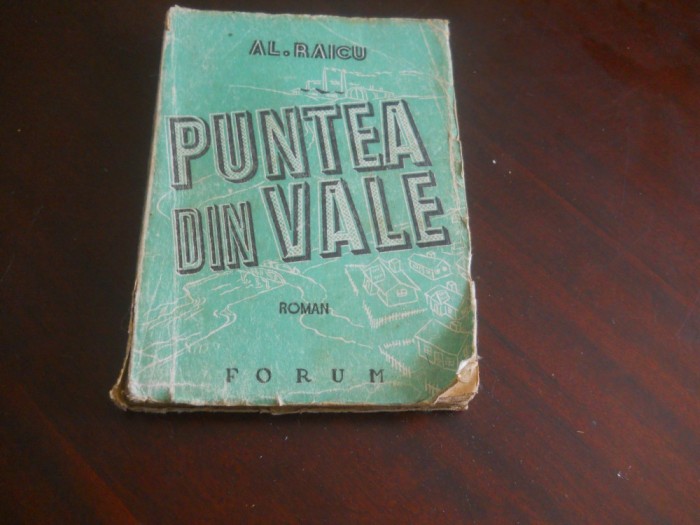 AL. RAICU
PUNTEA
DIN VALE
ROMAN
FORUM